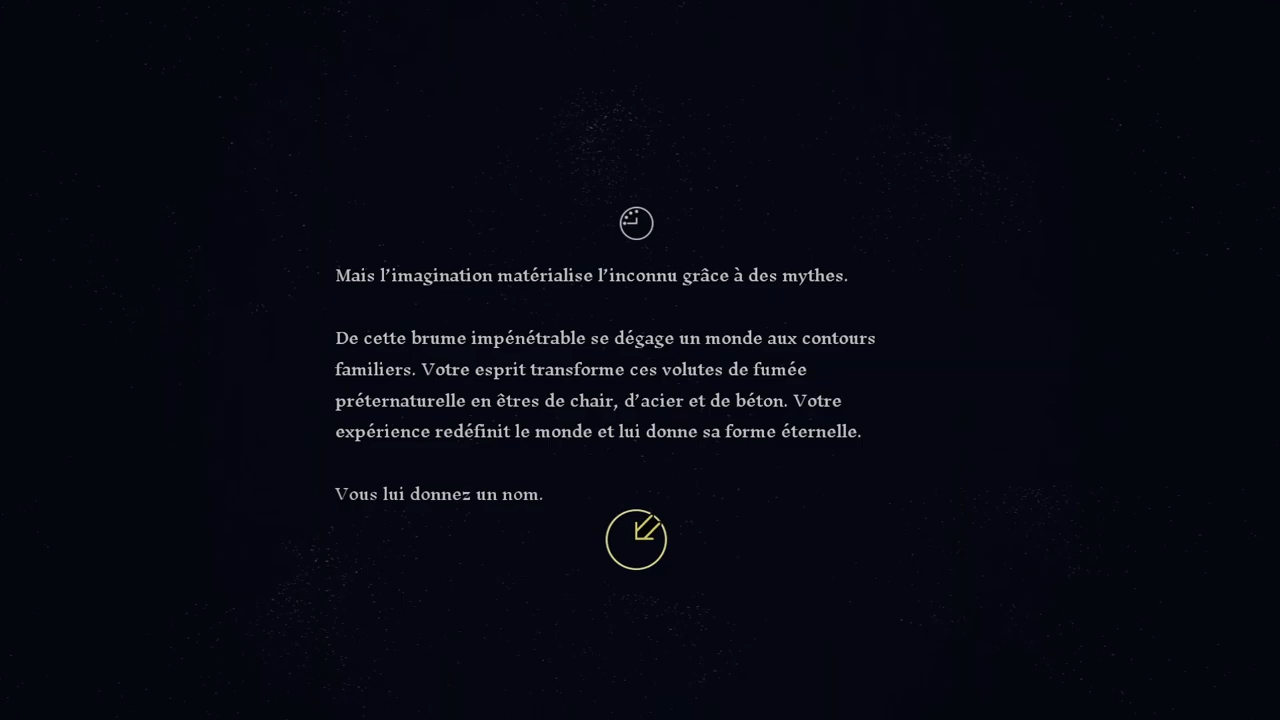 Mais l’imagination matérialise l’inconnu grâce à des mythes.
De cette brume impénétrable se dégage un monde aux contours
familiers. Votre esprit transforme ces volutes de fumée
préternaturelle en êtres de chair, d’acier et de béton. Votre
expérience redéfinit le monde et lui donne sa forme éternelle.
Vous lui donnez un nom.